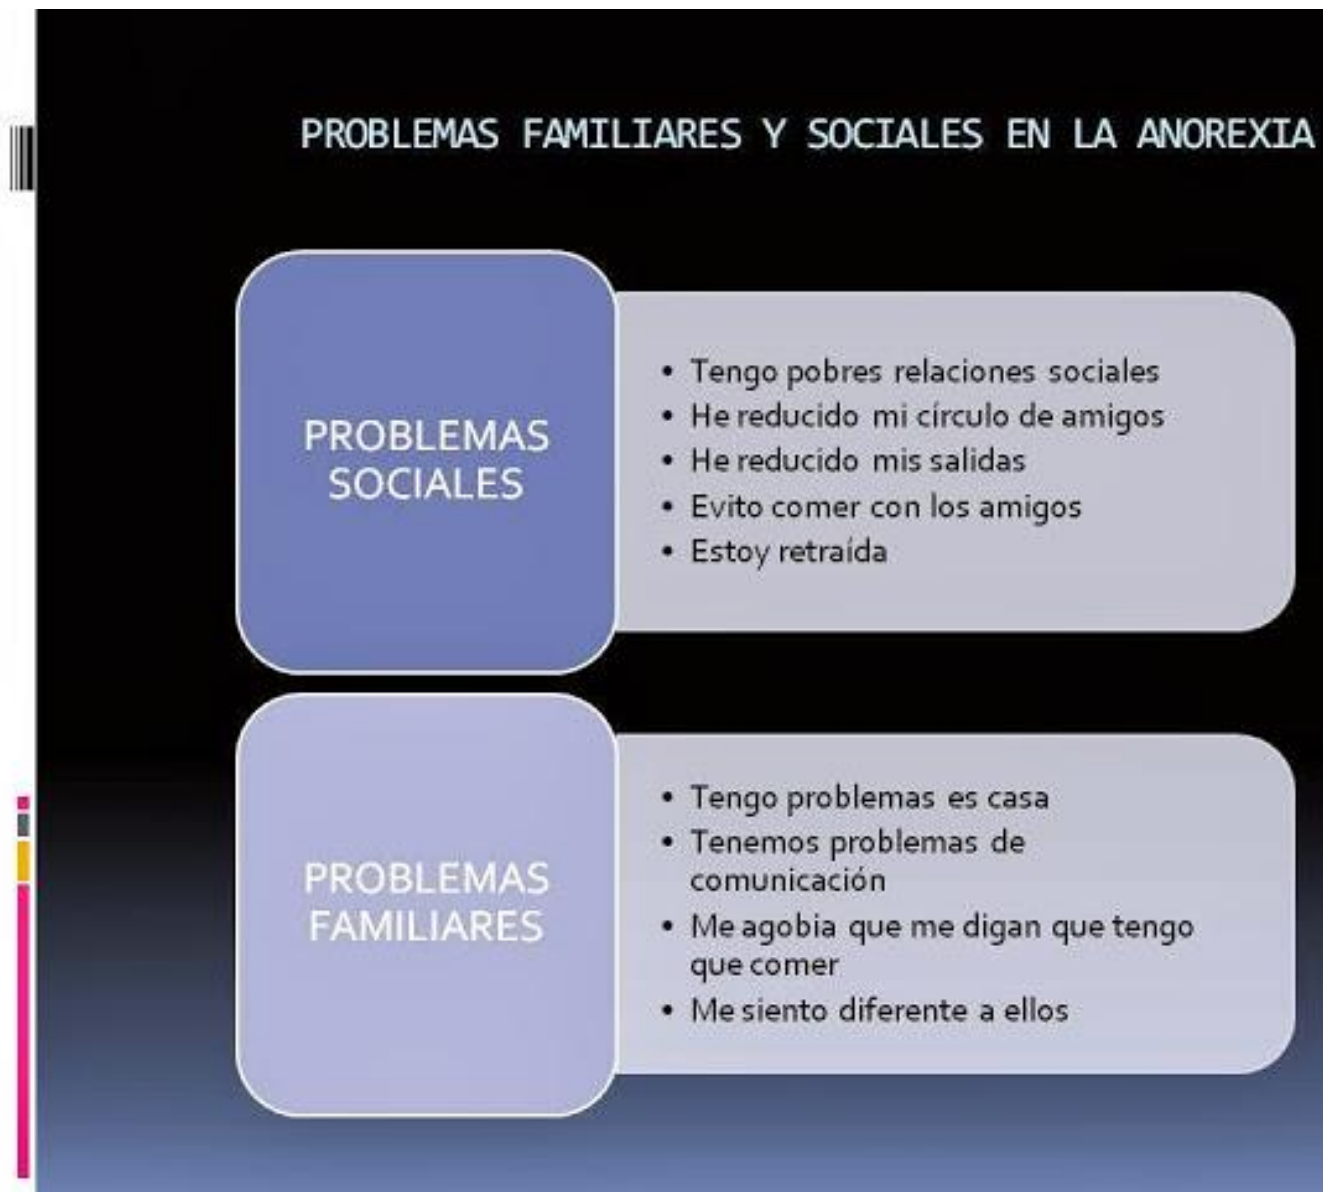 PROBLEMAS FAMILIARES Y SOCIALES EN LA ANOREXIA
PROBLEMAS
SOCIALES
• Tengo pobres relaciones sociales
• He reducido mi círculo de amigos
• He reducido mis salidas
• Evito comer con los amigos
• Estoy retraída
PROBLEMAS
FAMILIARES
• Tengo problemas es casa
• Tenemos problemas de
comunicación
• Me agobia que me digan que tengo
que comer
• Me siento diferente a ellos